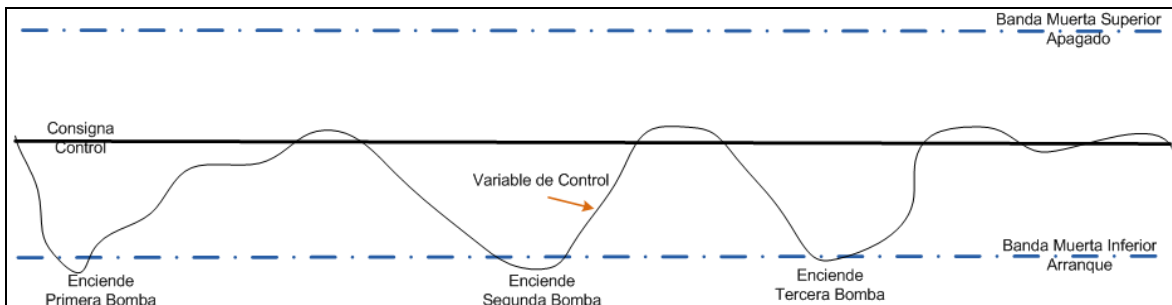 Banda Muerta Superior
Apagado
Consigna
Control
Variable de Control
Banda Muerta Inferior
Arranque
Enciende
Primera Bomba
Enciende
Segunda Bomba
Enciende
Tercera Bomba